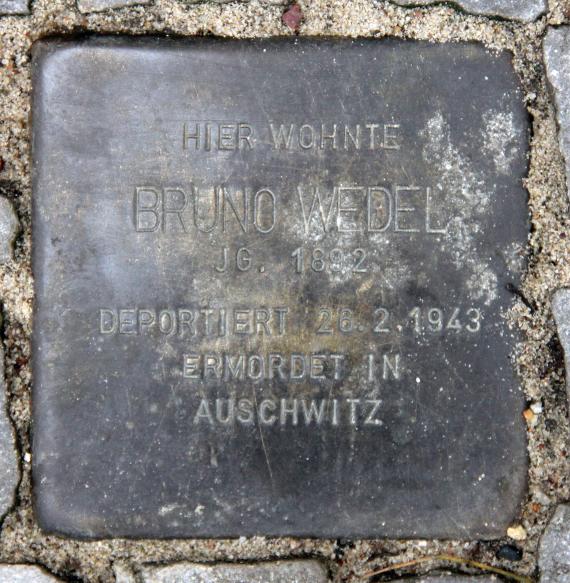 HIER WOHNTE
BRUNO WEDEL
JG. 1892
DEPORTIERT 26.2.1943
ERMORDET IN
AUSCHWITZ